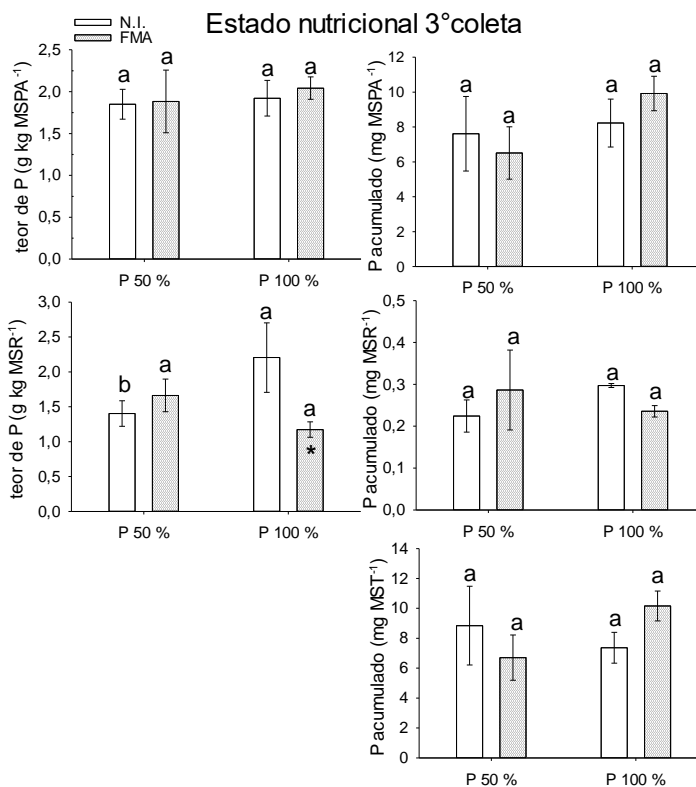 Estado nutricional 3°coleta
N.I.
FMA
teor de P (g kg MSPA⁻¹)
2,5
2,0
1,5
1,0
0,5
0,0
a
a
a
a
P 50 %
P 100 %
P acumulado (mg MSPA⁻¹)
12
10
8
6
4
2
0
a
a
a
a
P 50 %
P 100 %
teor de P (g kg MSR⁻¹)
3,0
2,5
2,0
1,5
1,0
0,5
0,0
b
a
a
a
*
P 50 %
P 100 %
P acumulado (mg MSR⁻¹)
0,5
0,4
0,3
0,2
0,1
0,0
a
a
a
a
P 50 %
P 100 %
P acumulado (mg MST⁻¹)
14
12
10
8
6
4
2
0
a
a
a
a
P 50 %
P 100 %